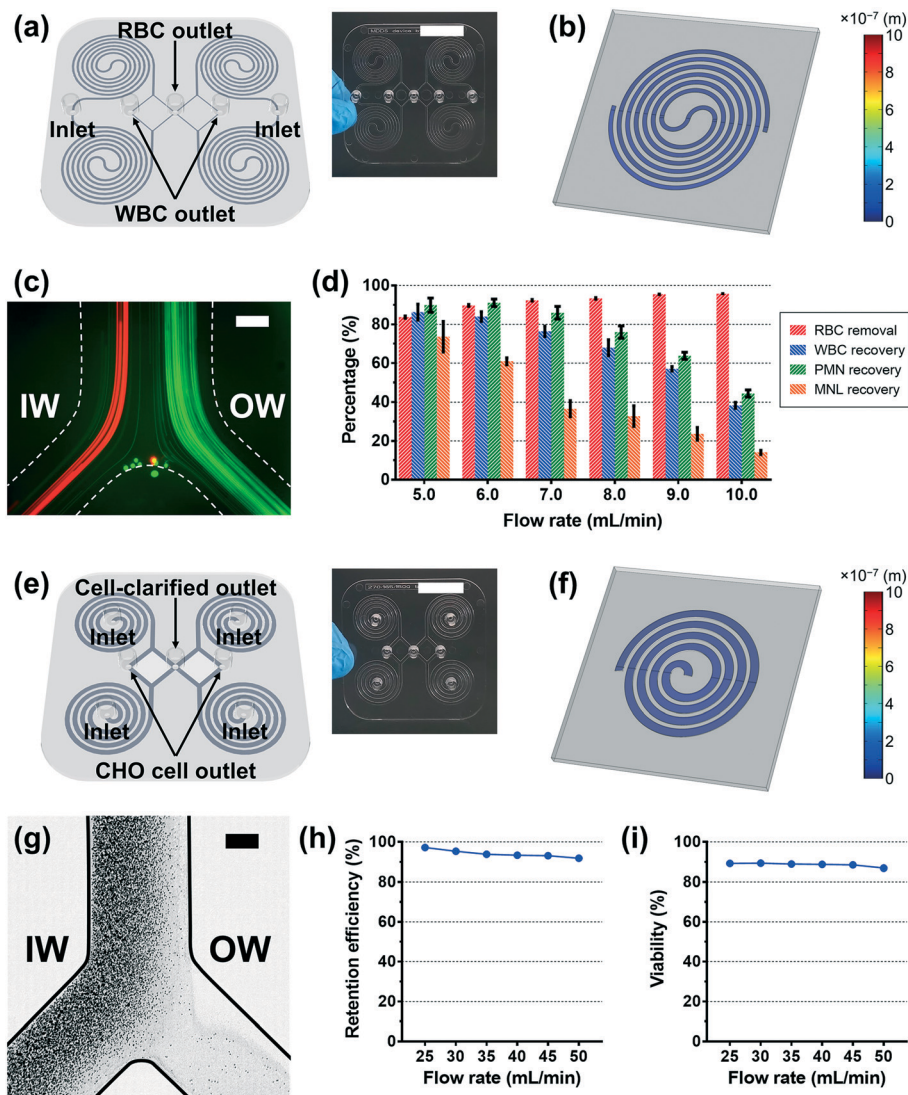 (a)
RBC outlet
Inlet
Inlet
WBC outlet
(b)
×10⁻⁷ (m)
10
8
6
4
2
0
(c)
IW
OW
(d)
Percentage (%)
100
80
60
40
20
0
5.0 6.0 7.0 8.0 9.0 10.0
Flow rate (mL/min)
RBC removal
WBC recovery
PMN recovery
MNL recovery
(e)
Cell-clarified outlet
Inlet
Inlet
Inlet
Inlet
CHO cell outlet
(f)
×10⁻⁷ (m)
10
8
6
4
2
0
(g)
IW
OW
(h)
Retention efficiency (%)
100
80
60
40
20
0
25 30 35 40 45 50
Flow rate (mL/min)
(i)
Viability (%)
100
80
60
40
20
0
25 30 35 40 45 50
Flow rate (mL/min)